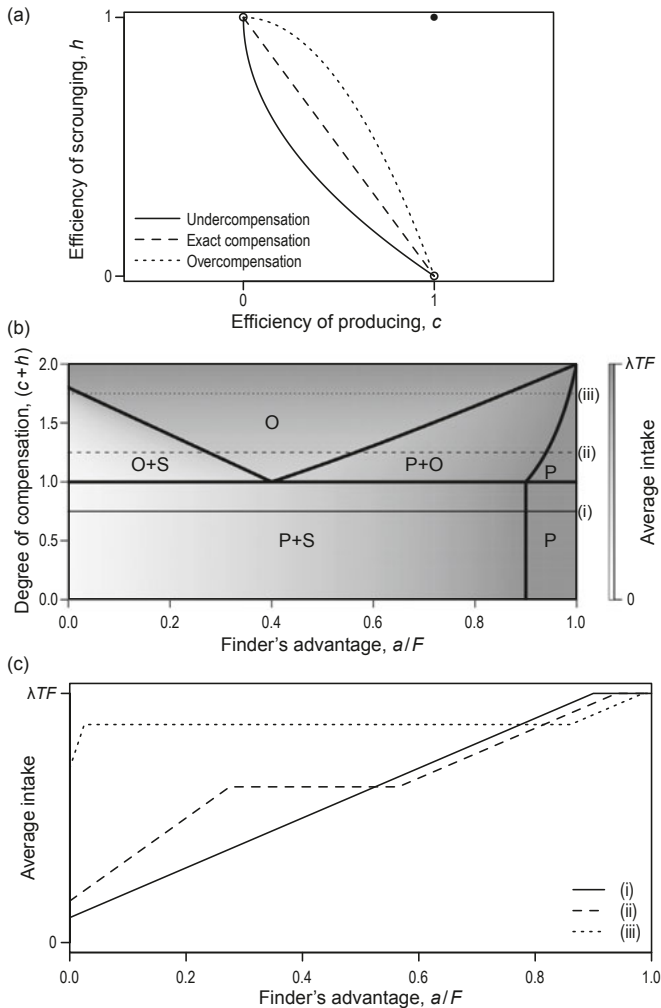 (a)
1
0
Efficiency of scrounging, h
Undercompensation
Exact compensation
Overcompensation
0
1
Efficiency of producing, c
(b)
2.0
1.5
1.0
0.5
0.0
Degree of compensation, (c+h)
O
O+S
P+O
P
P+S
P
(iii)
(ii)
(i)
λTF
0
Average intake
0.0
0.2
0.4
0.6
0.8
1.0
Finder's advantage, a/F
(c)
λTF
0
Average intake
(i)
(ii)
(iii)
0.0
0.2
0.4
0.6
0.8
1.0
Finder's advantage, a/F